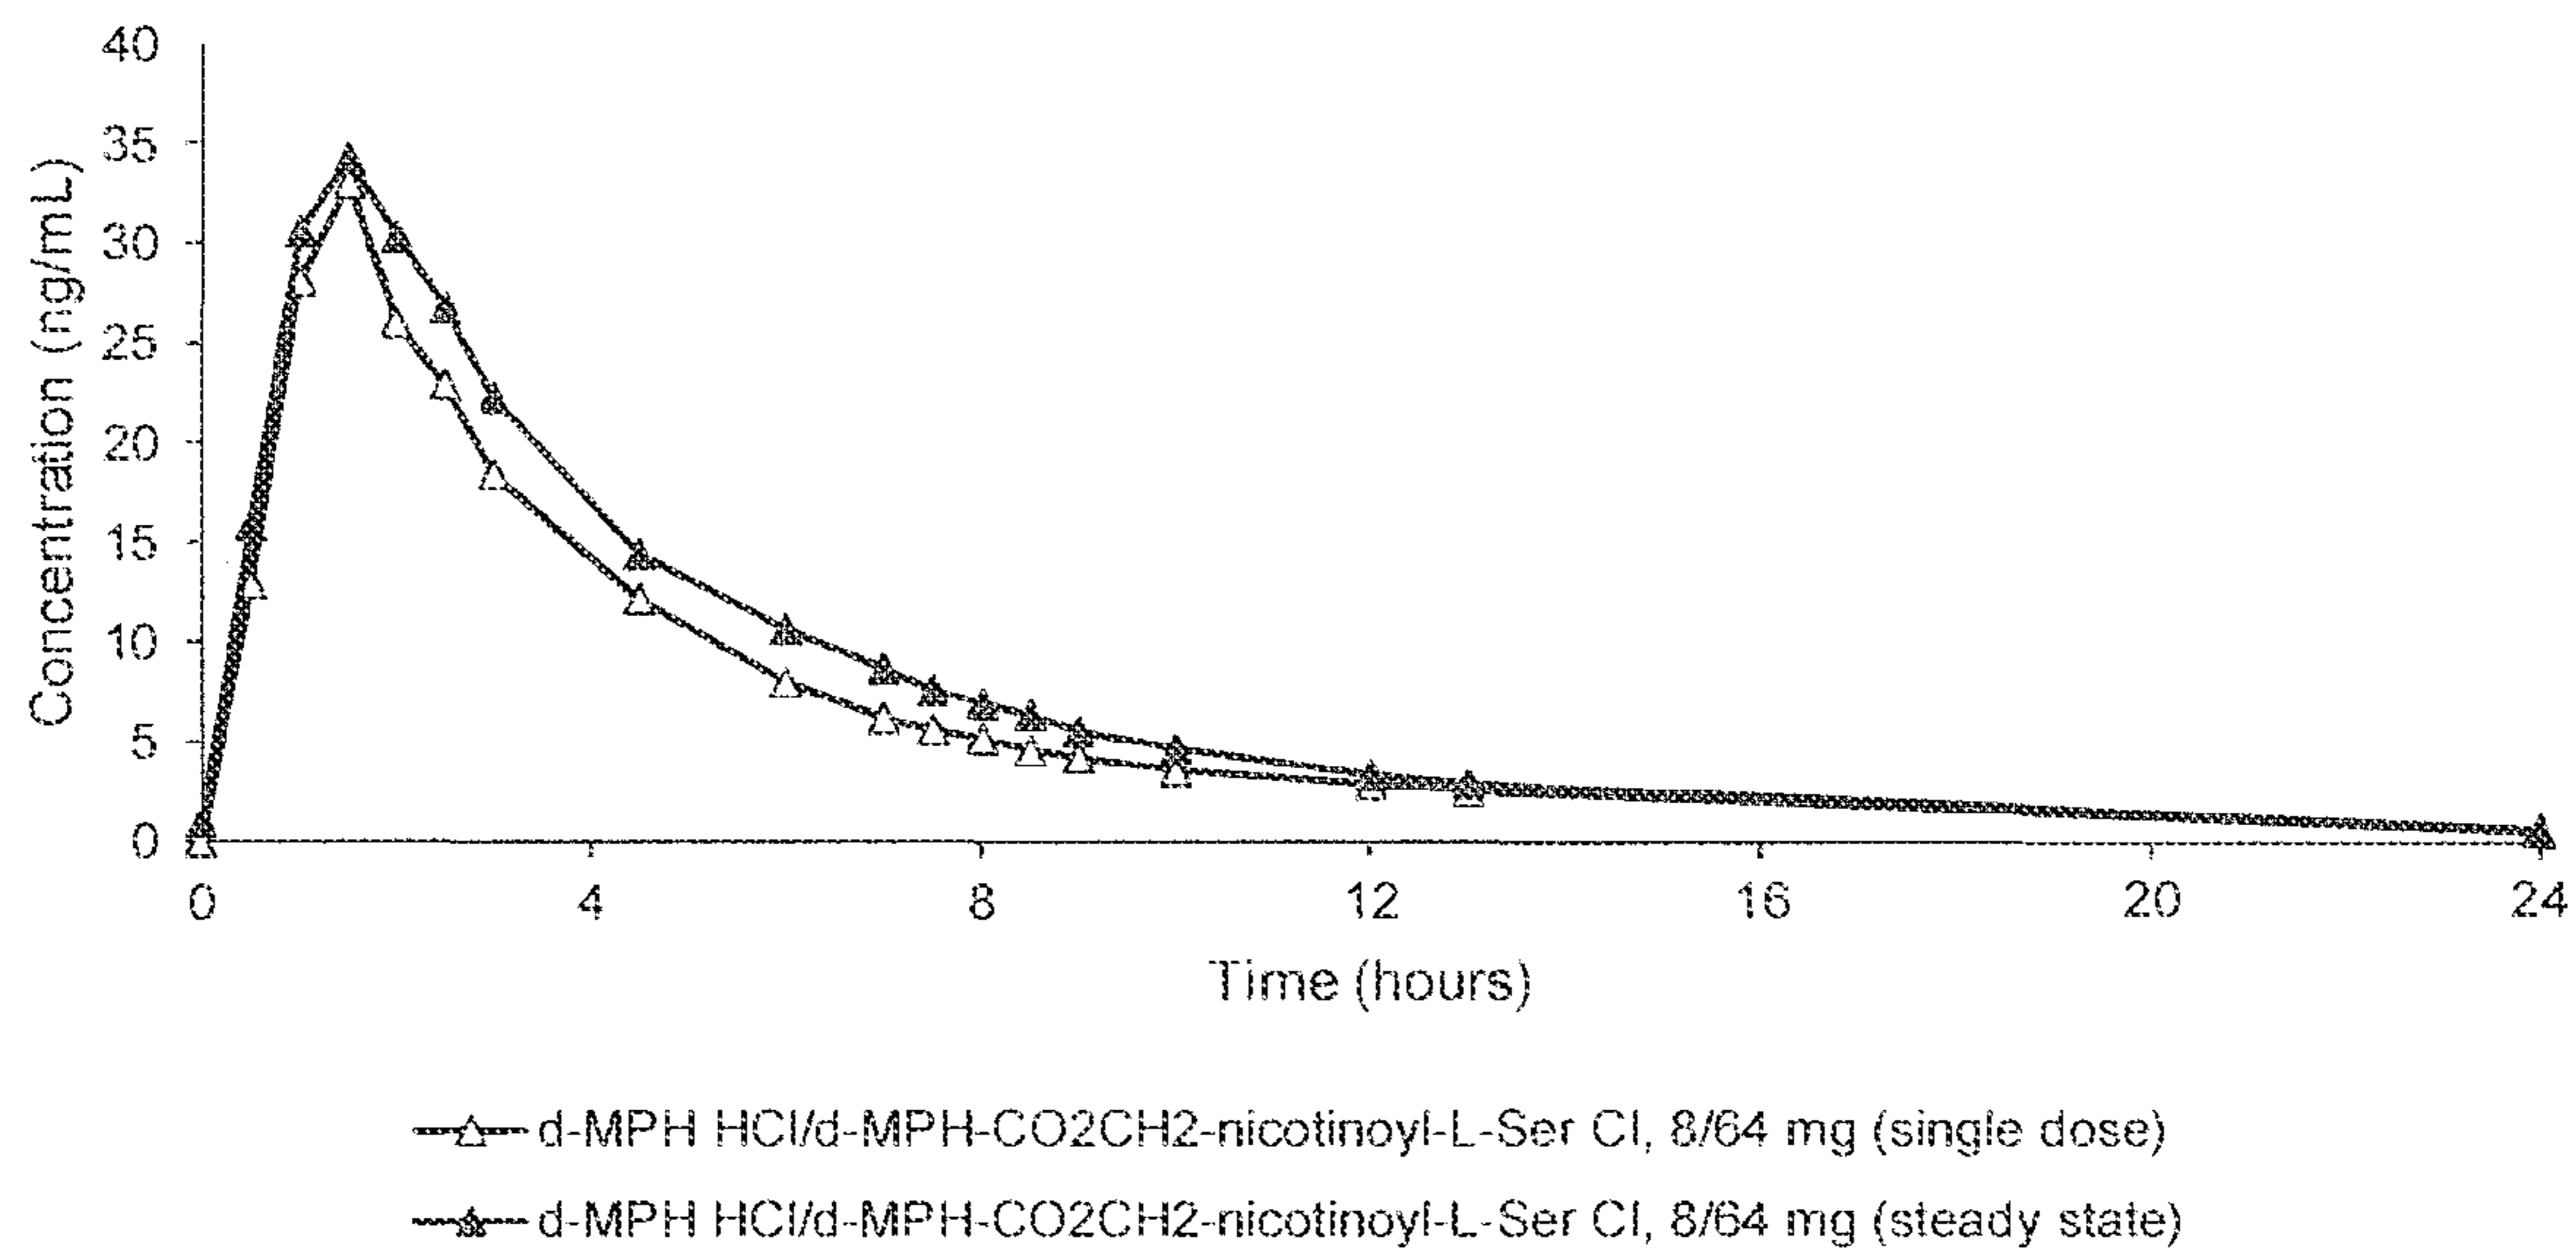 40
35
30
25
20
15
10
5
0
Concentration (ng/mL)
0 4 8 12 16 20 24
Time (hours)
d-MPH HCl/d-MPH-CO2CH2-nicotinoyl-L-Ser Cl, 8/64 mg (single dose)
d-MPH HCl/d-MPH-CO2CH2-nicotinoyl-L-Ser Cl, 8/64 mg (steady state)